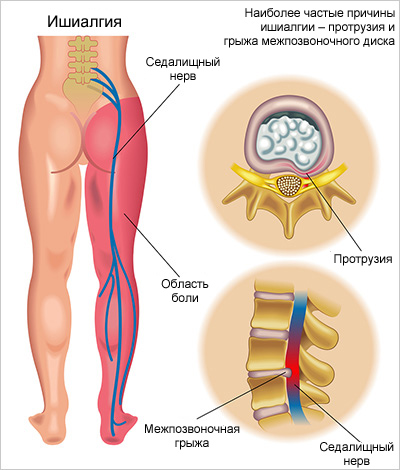 Ишиалгия
Наиболее частые причины
ишиалгии – протрузия и
грыжа межпозвоночного диска
Седалищный
нерв
Протрузия
Область
боли
Межпозвоночная
грыжа
Седалищный
нерв